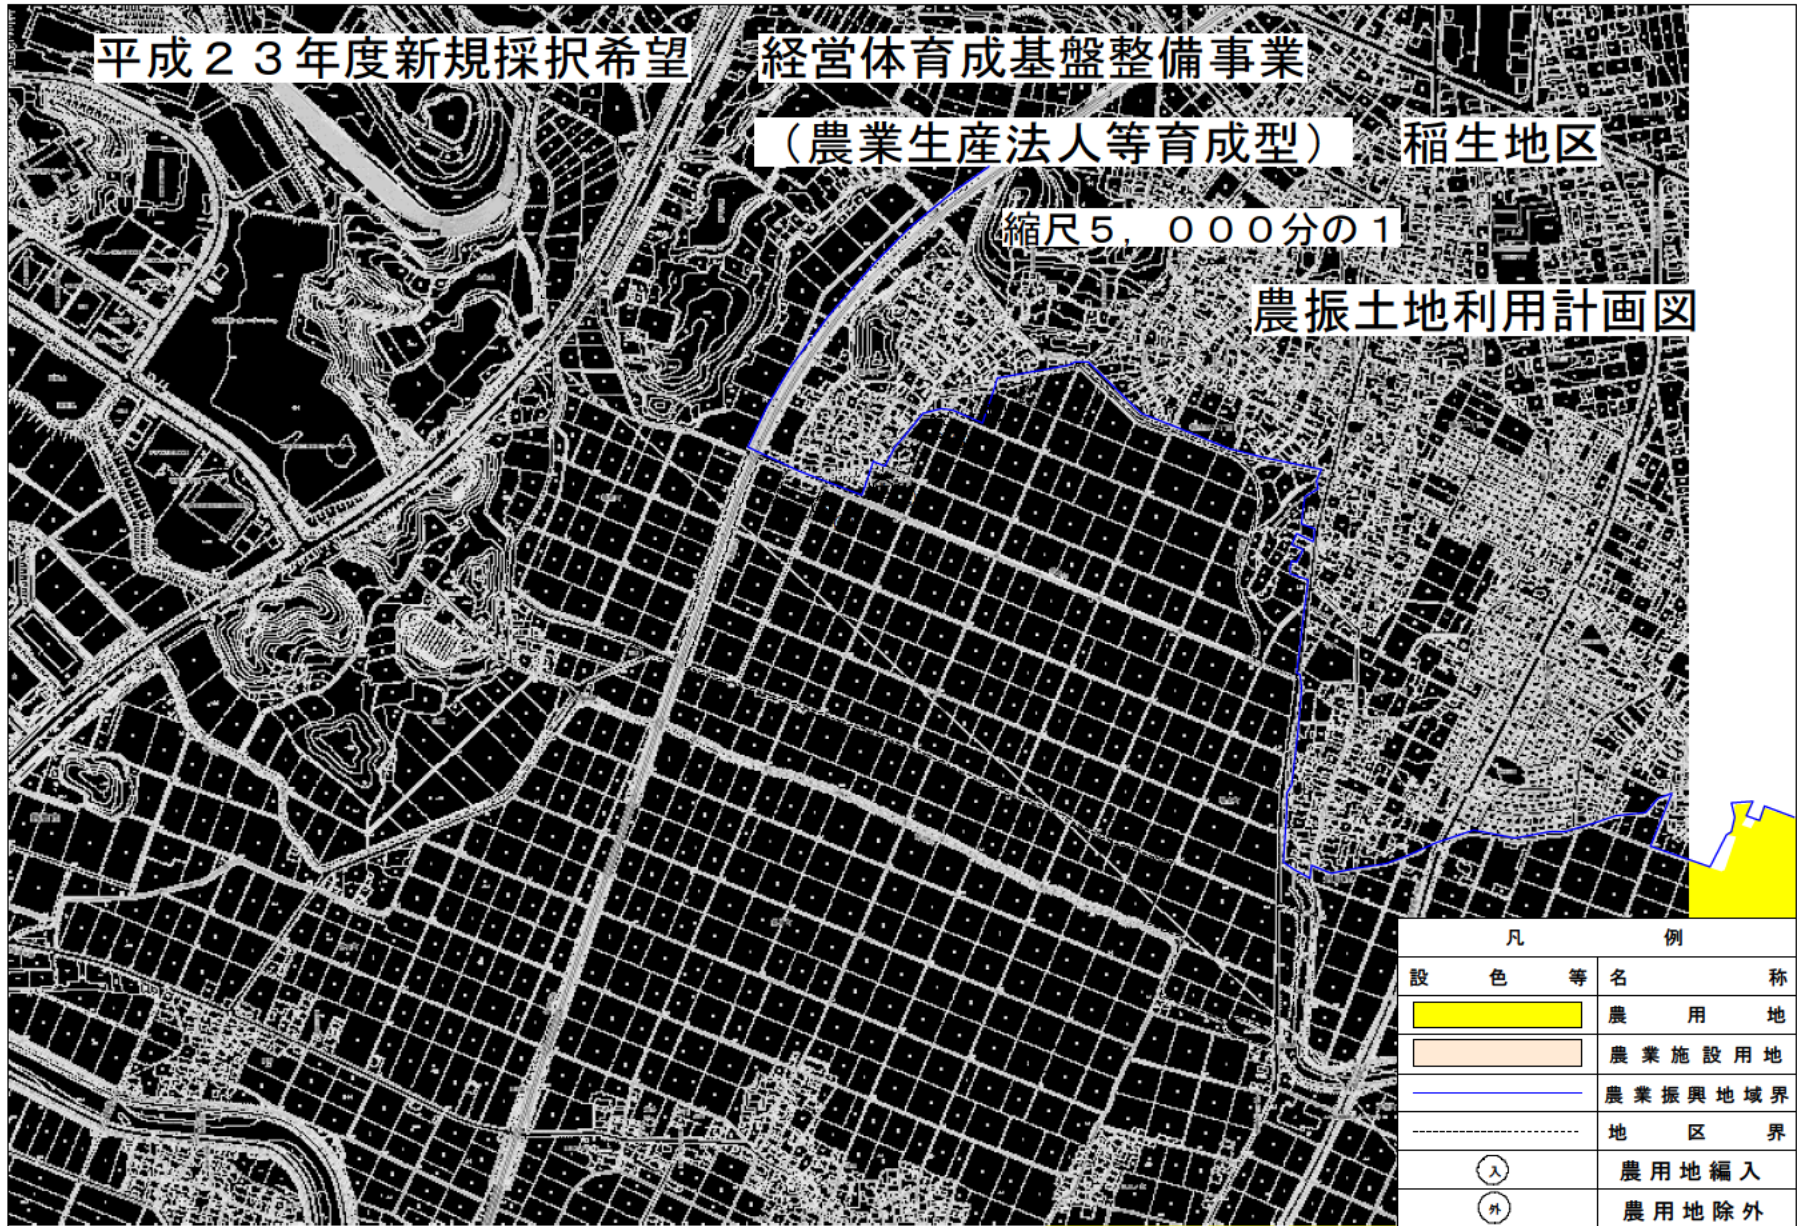 平成２３年度新規採択希望　経営体育成基盤整備事業
（農業生産法人等育成型）　稲生地区
縮尺５，０００分の１
農振土地利用計画図
凡　例
設色等　名称
農用地
農業施設用地
農業振興地域界
地区界
入　農用地編入
外　農用地除外